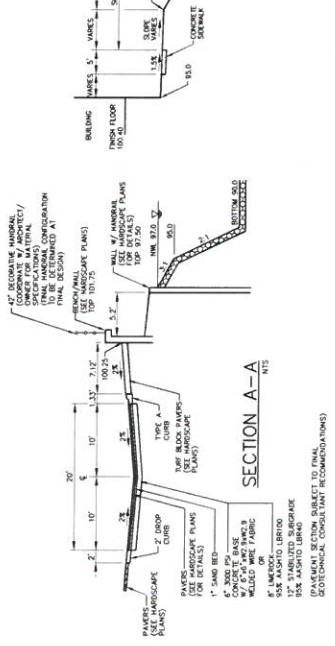 VARIES
5'
VARIES
SLOPE
VARIES
1.5%
CONCRETE
SIDEWALK
95.0
BUILDING
FINISH FLOOR
100.40
42" DECORATIVE HANDRAIL
(COORDINATE W/ ARCHITECT/
OWNER FOR MATERIAL
SPECIFICATIONS)
(FINAL HANDRAIL CONFIGURATION
TO BE DETERMINED AT
FINAL DESIGN)
BENCH/WALL
(SEE HARDSCAPE PLANS)
TOP 101.75
WALL W/ HANDRAIL
(SEE HARDSCAPE PLANS
FOR DETAILS)
TOP 97.50
NWL 97.0
95.0
2:1
BOTTOM 90.0
5.2'
7.12'
100.25
2%
1.33'
20'
10'
10'
2%
2%
2'
TYPE A
CURB
TURF BLOCK PAVERS
(SEE HARDSCAPE
PLANS)
2' DROP
CURB
PAVERS
(SEE HARDSCAPE
PLANS)
PAVERS
(SEE HARDSCAPE PLANS
FOR DETAILS)
1" SAND BED
6" 3000 PSI
CONCRETE BASE
W/ 6"x6"xW2.9xW2.9
WELDED WIRE FABRIC
OR
8" LIMEROCK
95% AASHTO LBR100
12" STABILIZED SUBGRADE
95% AASHTO LBR40
(PAVEMENT SECTION SUBJECT TO FINAL
GEOTECHNICAL CONSULTANT RECOMMENDATIONS)
SECTION A-A
NTS